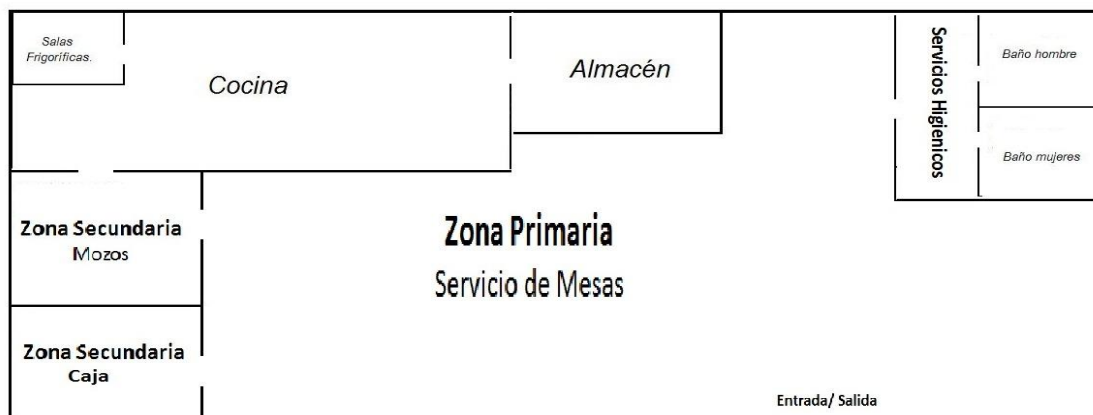 Salas
Frigoríficas.
Cocina
Almacén
Servicios Higienicos
Baño hombre
Baño mujeres
Zona Secundaria
Mozos
Zona Primaria
Servicio de Mesas
Zona Secundaria
Caja
Entrada/ Salida